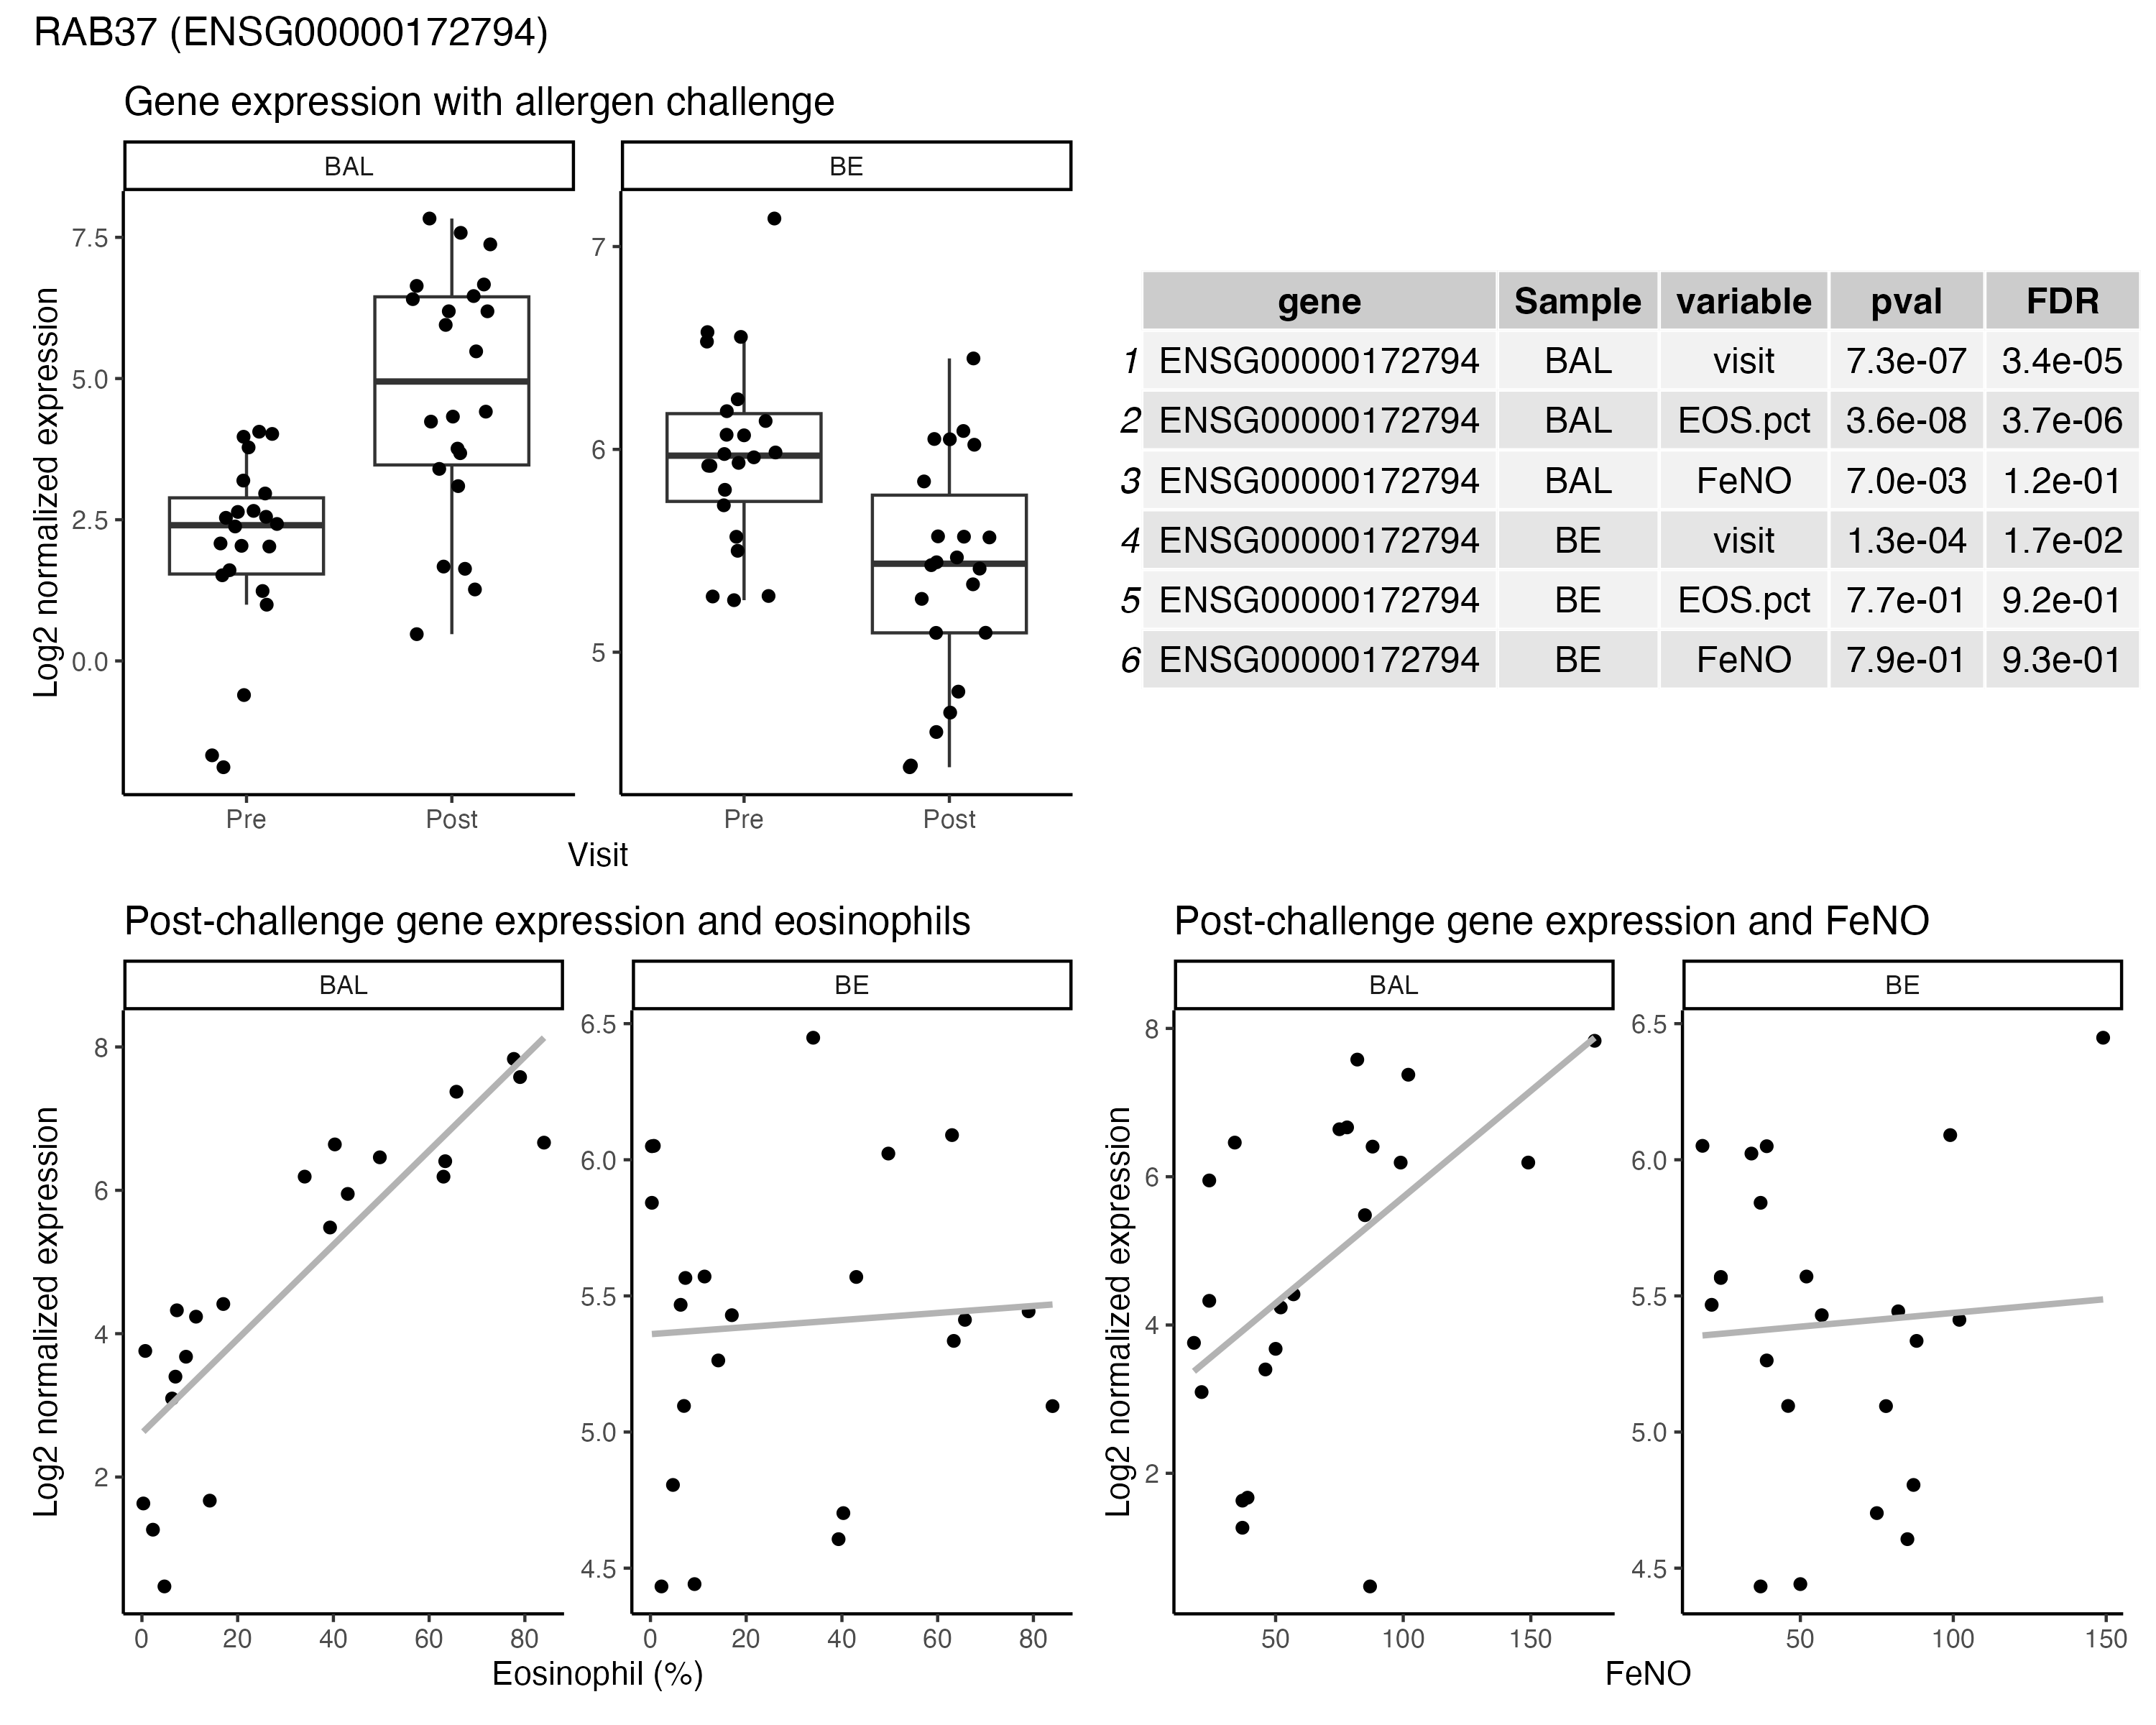 RAB37 (ENSG00000172794)
Gene expression with allergen challenge
BAL
BE
Log2 normalized expression
7.5
5.0
2.5
0.0
7
6
5
Pre
Post
Pre
Post
Visit
gene Sample variable pval FDR
1 ENSG00000172794 BAL visit 7.3e-07 3.4e-05
2 ENSG00000172794 BAL EOS.pct 3.6e-08 3.7e-06
3 ENSG00000172794 BAL FeNO 7.0e-03 1.2e-01
4 ENSG00000172794 BE visit 1.3e-04 1.7e-02
5 ENSG00000172794 BE EOS.pct 7.7e-01 9.2e-01
6 ENSG00000172794 BE FeNO 7.9e-01 9.3e-01
Post-challenge gene expression and eosinophils
BAL
BE
Log2 normalized expression
8
6
4
2
6.5
6.0
5.5
5.0
4.5
0 20 40 60 80
0 20 40 60 80
Eosinophil (%)
Post-challenge gene expression and FeNO
BAL
BE
Log2 normalized expression
8
6
4
2
6.5
6.0
5.5
5.0
4.5
50 100 150
50 100 150
FeNO